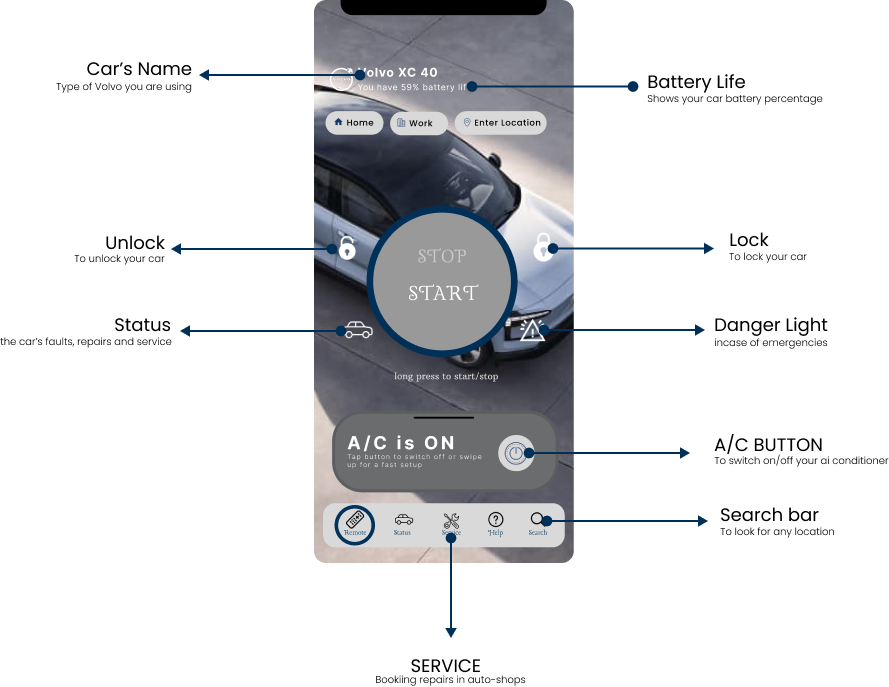 Car's Name
Type of Volvo you are using
Volvo XC 40
You have 59% battery lif
Battery Life
Shows your car battery percentage
Home
Work
Enter Location
Unlock
To unlock your car
Lock
To lock your car
STOP
START
Status
the car's faults, repairs and service
Danger Light
incase of emergencies
long press to start/stop
A/C is ON
Tap button to switch off or swipe
up for a fast setup
A/C BUTTON
To switch on/off your ai conditioner
Search bar
To look for any location
Remote
Status
Service
Help
Search
SERVICE
Bookiing repairs in auto-shops